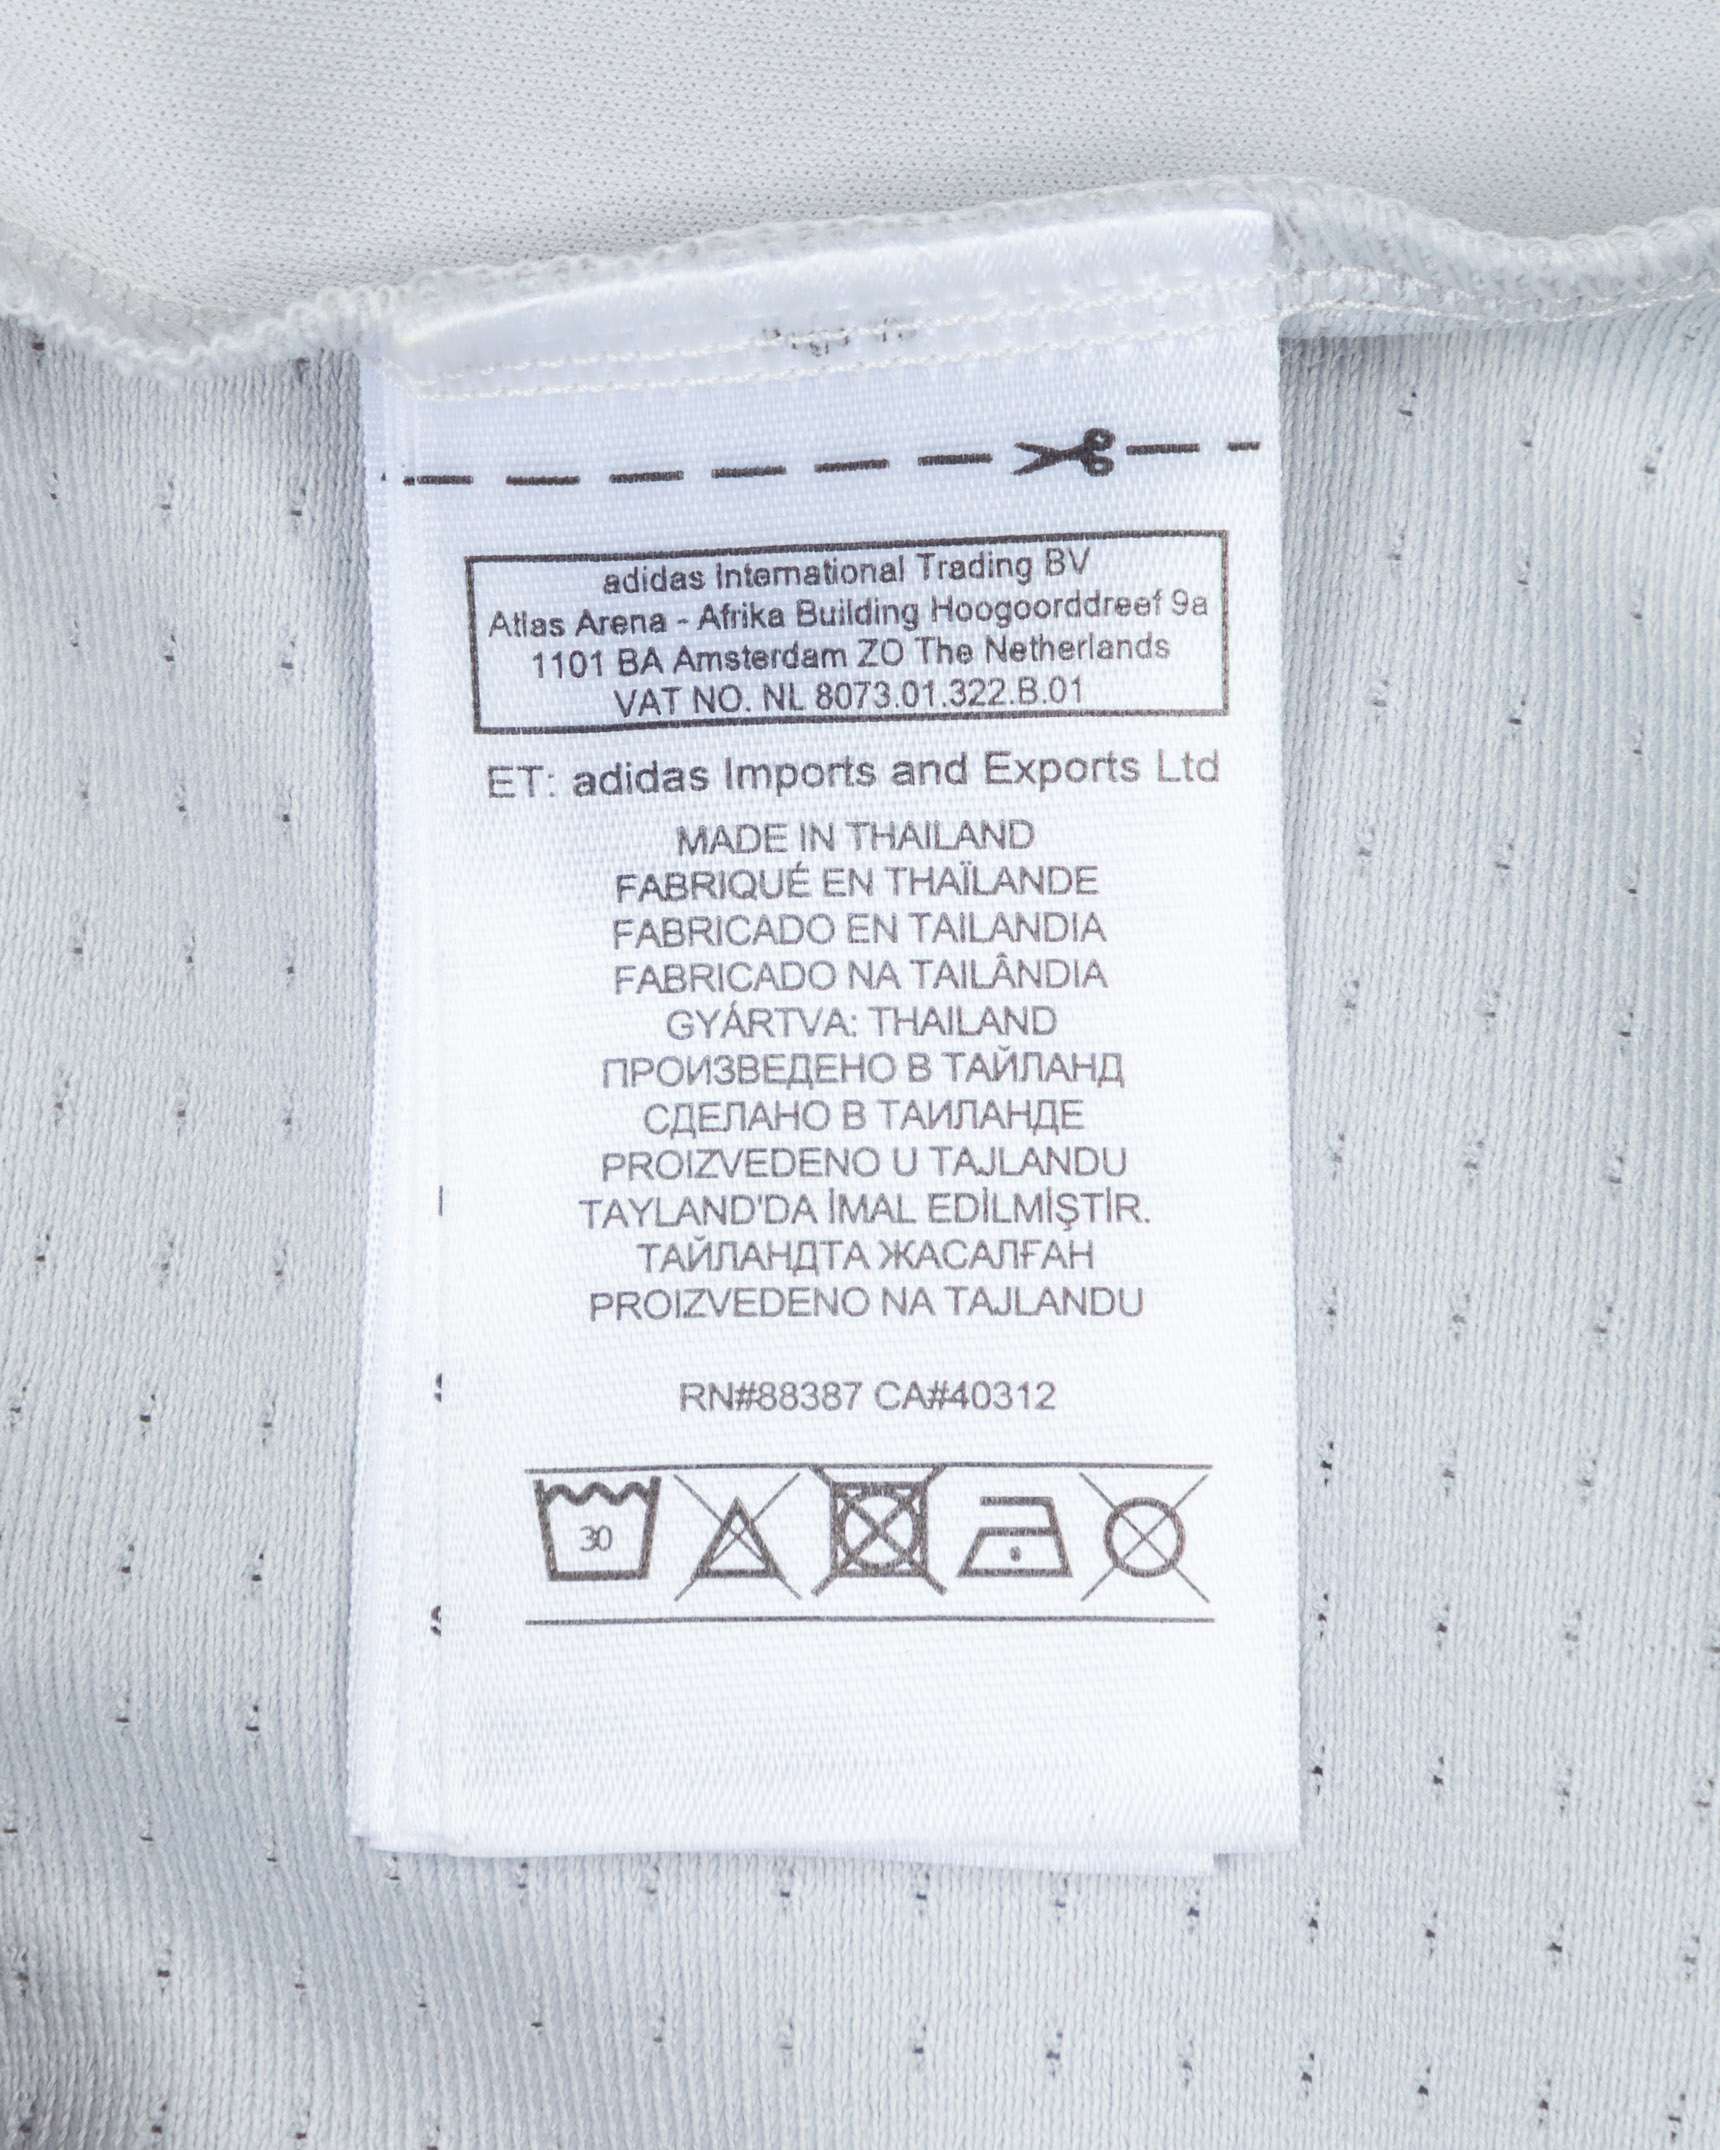 adidas International Trading BV
Atlas Arena - Afrika Building Hoogoorddreef 9a
1101 BA Amsterdam ZO The Netherlands
VAT NO. NL 8073.01.322.B.01
ET: adidas Imports and Exports Ltd
MADE IN THAILAND
FABRIQUÉ EN THAÏLANDE
FABRICADO EN TAILANDIA
FABRICADO NA TAILÂNDIA
GYÁRTVA: THAILAND
ПРОИЗВЕДЕНО В ТАЙЛАНД
СДЕЛАНО В ТАИЛАНДЕ
PROIZVEDENO U TAJLANDU
TAYLAND'DA İMAL EDİLMİŞTİR.
ТАЙЛАНДТА ЖАСАЛҒАН
PROIZVEDENO NA TAJLANDU
RN#88387 CA#40312
30